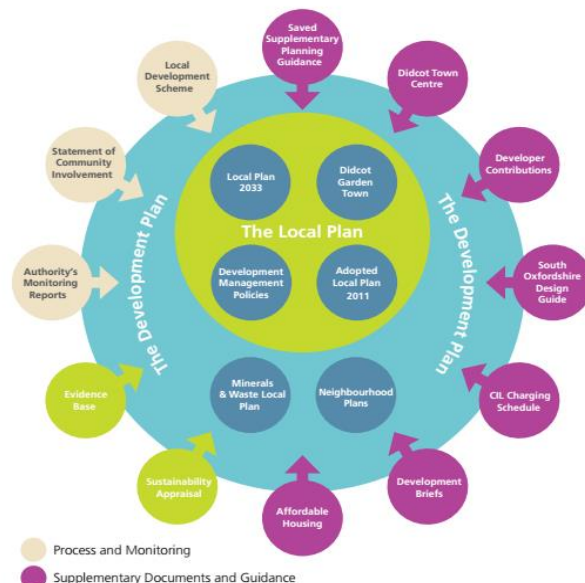 Saved
Supplementary
Planning
Guidance
Local
Development
Scheme
Didcot Town
Centre
Statement of
Community
Involvement
Developer
Contributions
Local Plan
2033
Didcot
Garden
Town
The Local Plan
The Development Plan
The Development Plan
Authority's
Monitoring
Reports
Development
Management
Policies
Adopted
Local Plan
2011
South
Oxfordshire
Design
Guide
Evidence
Base
Minerals
& Waste Local
Plan
Neighbourhood
Plans
CIL Charging
Schedule
Sustainability
Appraisal
Affordable
Housing
Development
Briefs
Process and Monitoring
Supplementary Documents and Guidance